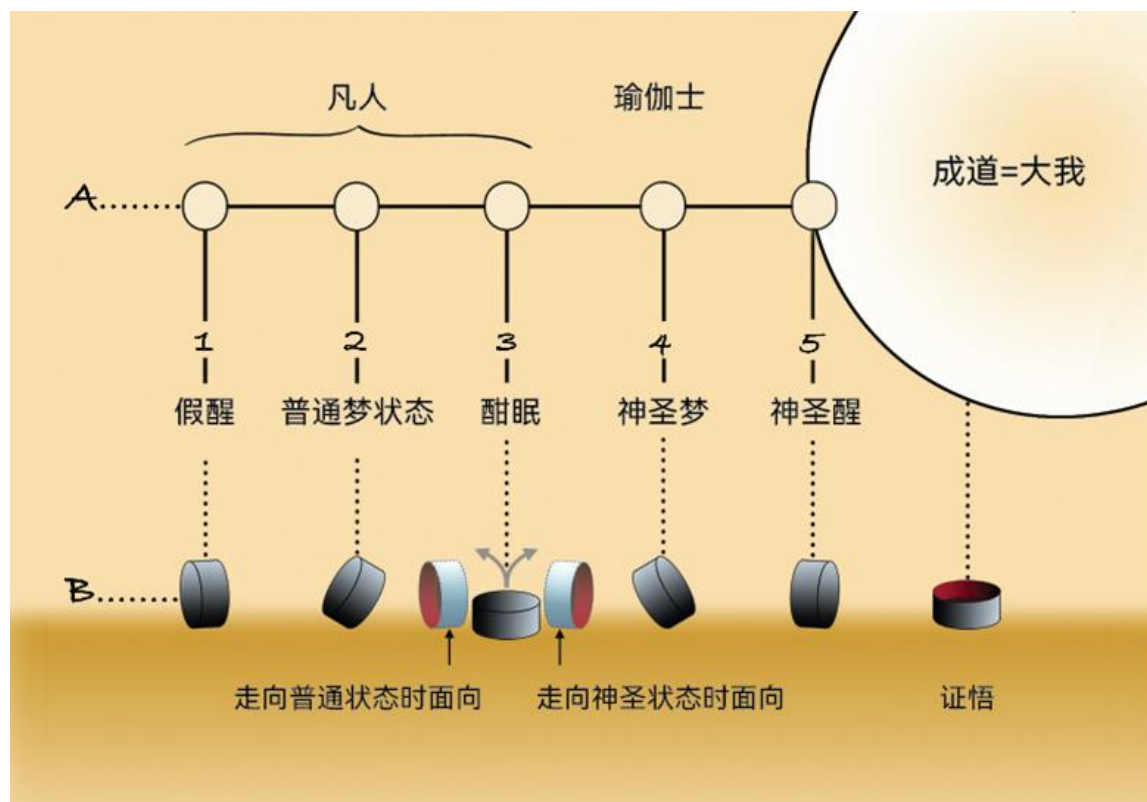 凡人
瑜伽士
成道=大我
A
1
2
3
4
5
假醒
普通梦状态
酣眠
神圣梦
神圣醒
B
走向普通状态时面向
走向神圣状态时面向
证悟